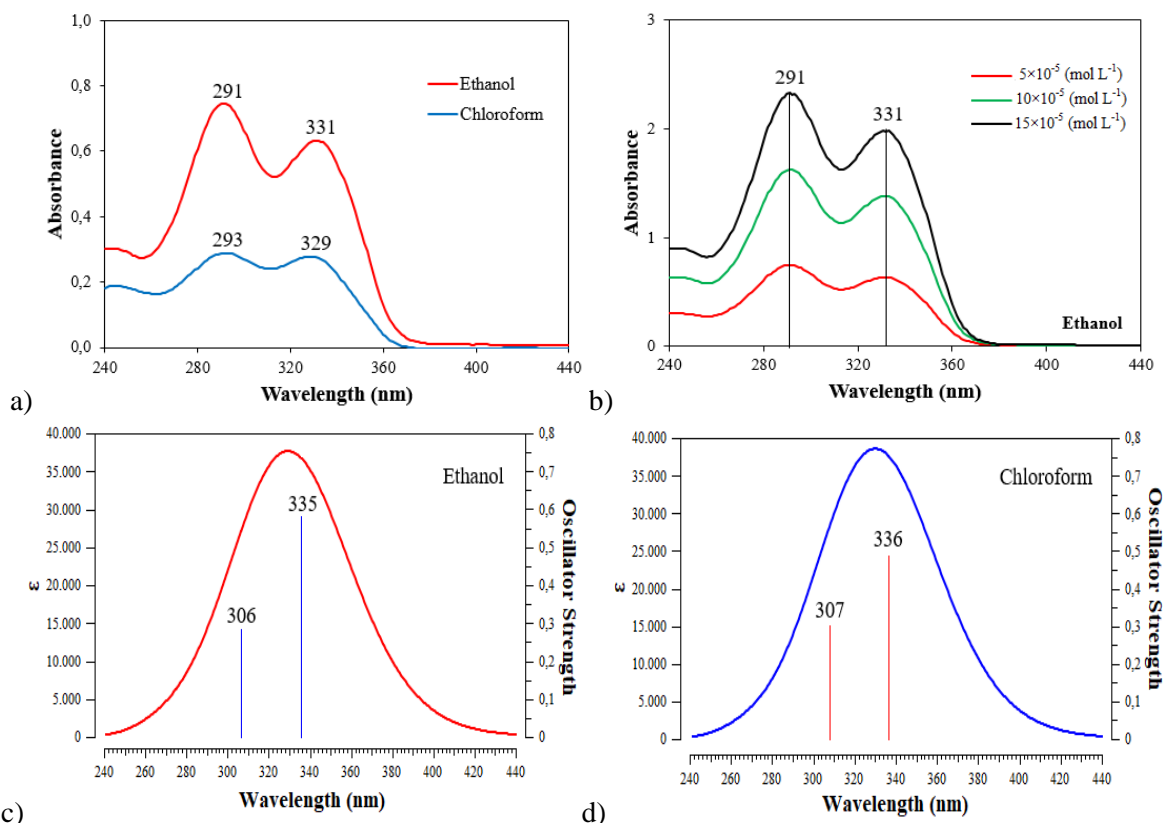 1,0
0,8
0,6
0,4
0,2
0,0
Absorbance
291
331
293
329
Ethanol
Chloroform
240 280 320 360 400 440
Wavelength (nm)
a)
3
2
1
0
Absorbance
291
331
5×10⁻⁵ (mol L⁻¹)
10×10⁻⁵ (mol L⁻¹)
15×10⁻⁵ (mol L⁻¹)
Ethanol
240 280 320 360 400 440
Wavelength (nm)
b)
40.000
35.000
30.000
25.000
20.000
15.000
10.000
5.000
0
ε
Ethanol
306
335
0,8
0,7
0,6
0,5
0,4
0,3
0,2
0,1
0
Oscillator Strength
240 280 300 320 360 400 440
Wavelength (nm)
c)
40.000
35.000
30.000
25.000
20.000
15.000
10.000
5.000
0
ε
Chloroform
307
336
0,8
0,7
0,6
0,5
0,4
0,3
0,2
0,1
0
Oscillator Strength
240 260 280 300 320 340 360 380 400 420 440
Wavelength (nm)
d)